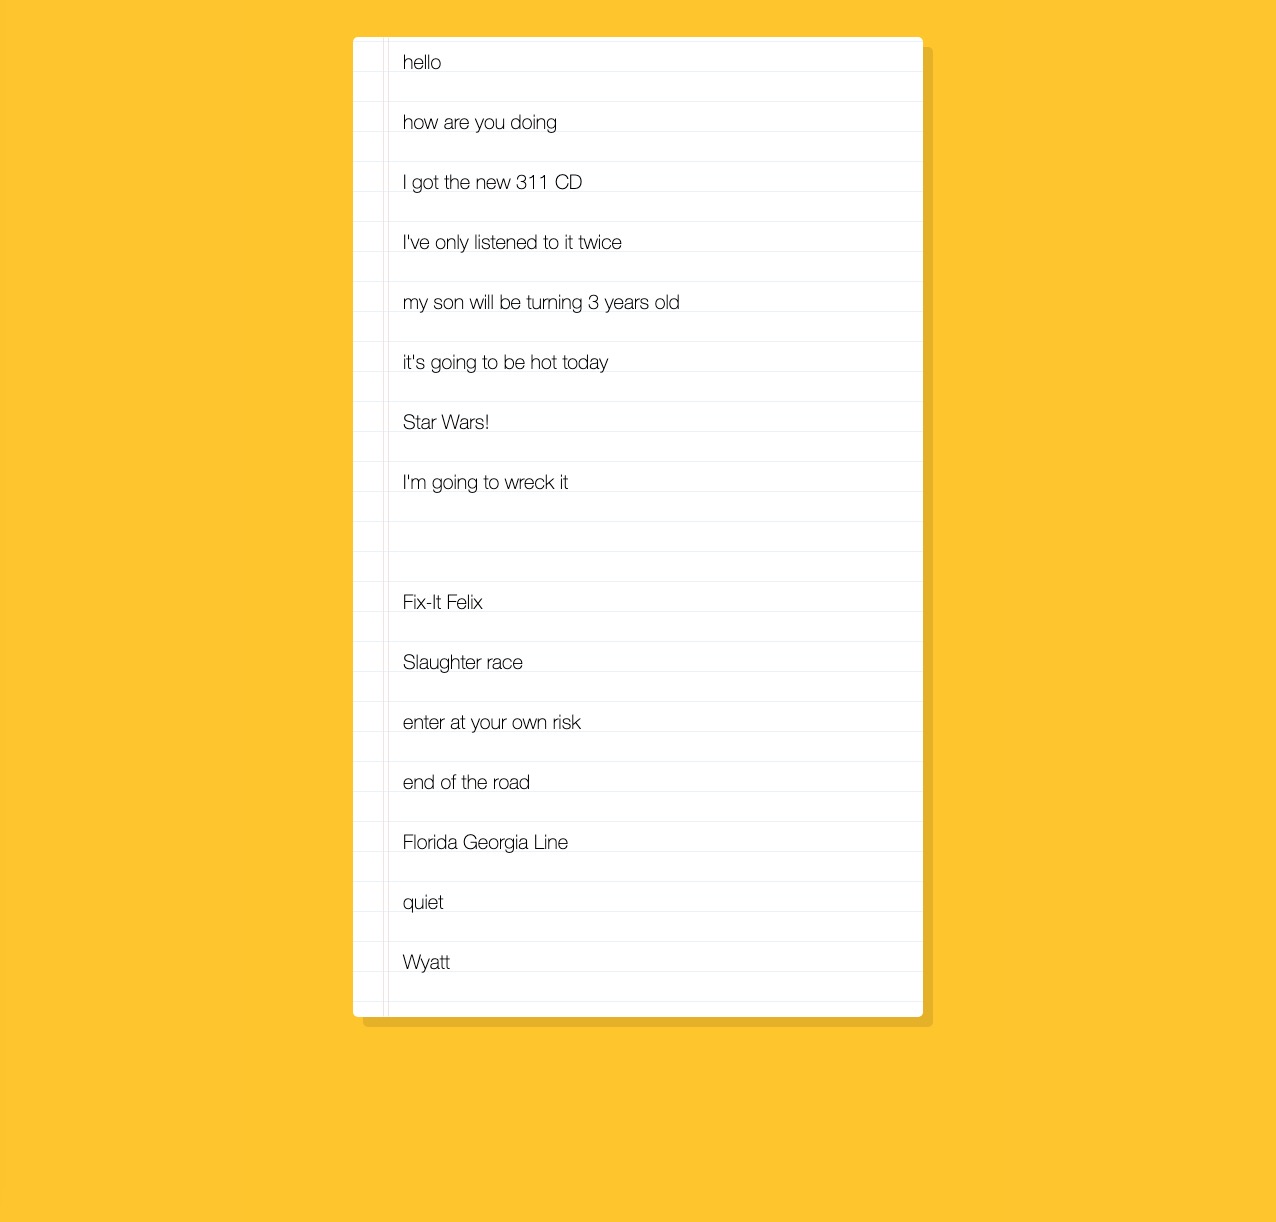 hello
how are you doing
I got the new 311 CD
I've only listened to it twice
my son will be turning 3 years old
it's going to be hot today
Star Wars!
I'm going to wreck it
Fix-It Felix
Slaughter race
enter at your own risk
end of the road
Florida Georgia Line
quiet
Wyatt